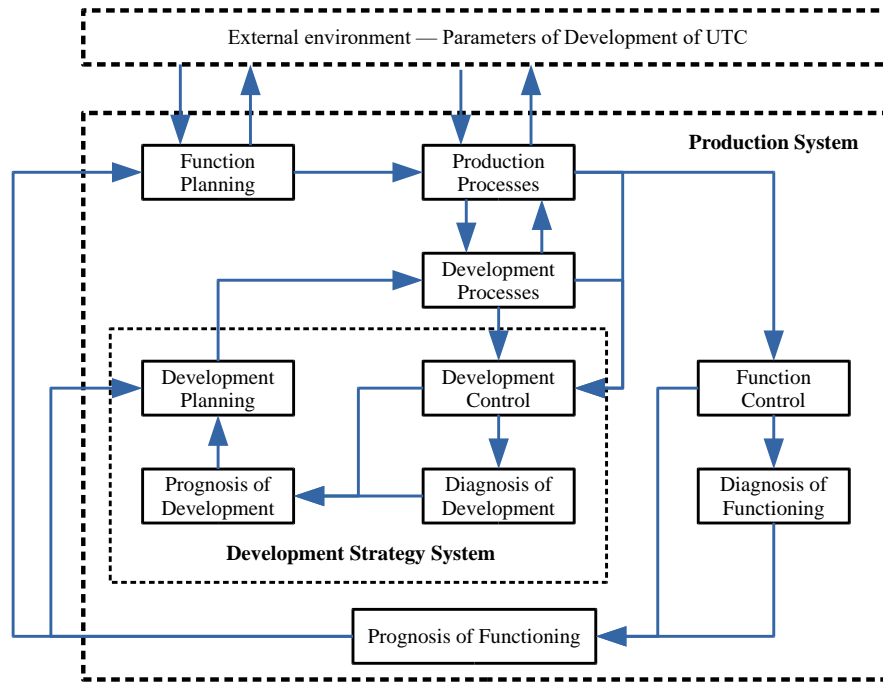 External environment — Parameters of Development of UTC
Production System
Function
Planning
Production
Processes
Development
Processes
Development
Planning
Development
Control
Function
Control
Prognosis of
Development
Diagnosis of
Development
Diagnosis of
Functioning
Development Strategy System
Prognosis of Functioning